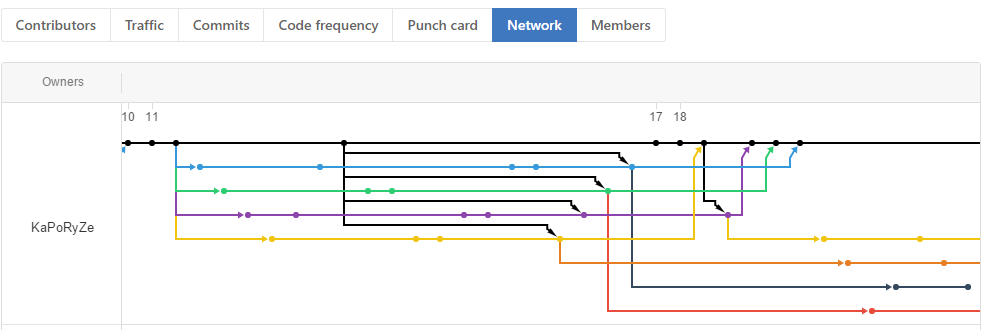 Contributors Traffic Commits Code frequency Punch card Network Members
Owners
10 11 17 18
KaPoRyZe